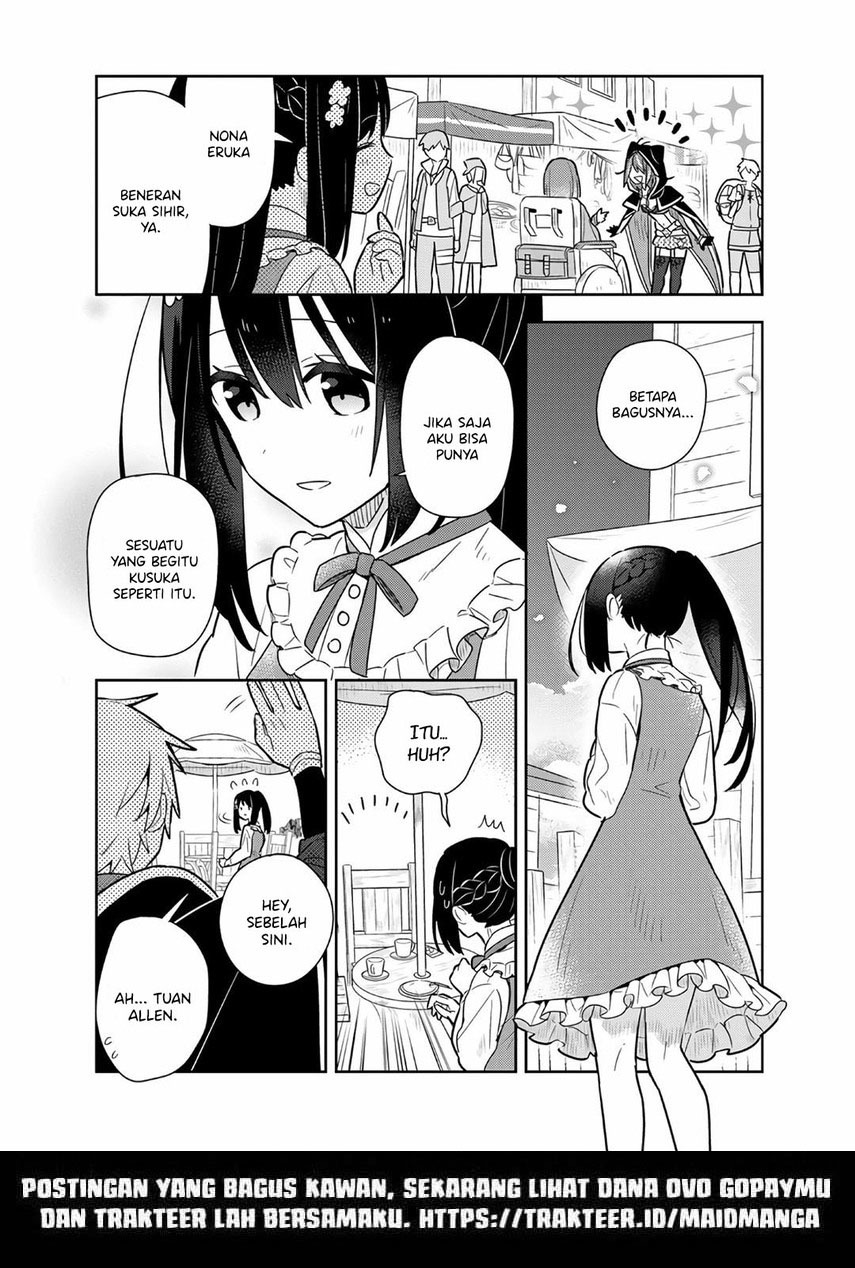 NONA
ERUKA
BENERAN
SUKA SIHIR,
YA.
BETAPA
BAGUSNYA...
JIKA SAJA
AKU BISA
PUNYA
SESUATU
YANG BEGITU
KUSUKA
SEPERTI ITU.
ITU...
HUH?
HEY,
SEBELAH
SINI.
AH... TUAN
ALLEN.
POSTINGAN YANG BAGUS KAWAN, SEKARANG LIHAT DANA OVO GOPAYMU
DAN TRAKTEER LAH BERSAMAKU. HTTPS://TRAKTEER.ID/MAIDMANGA